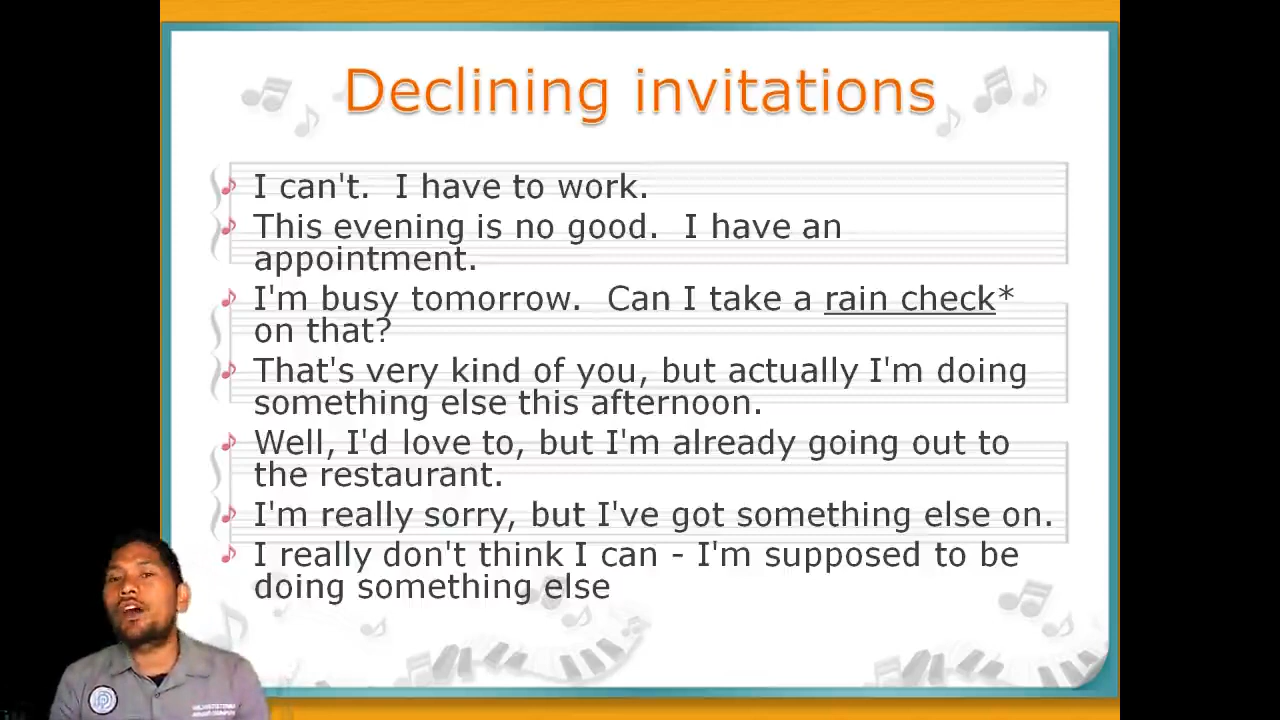 Declining invitations
I can't.  I have to work.
This evening is no good.  I have an
appointment.
I'm busy tomorrow.  Can I take a rain check*
on that?
That's very kind of you, but actually I'm doing
something else this afternoon.
Well, I'd love to, but I'm already going out to
the restaurant.
I'm really sorry, but I've got something else on.
I really don't think I can - I'm supposed to be
doing something else